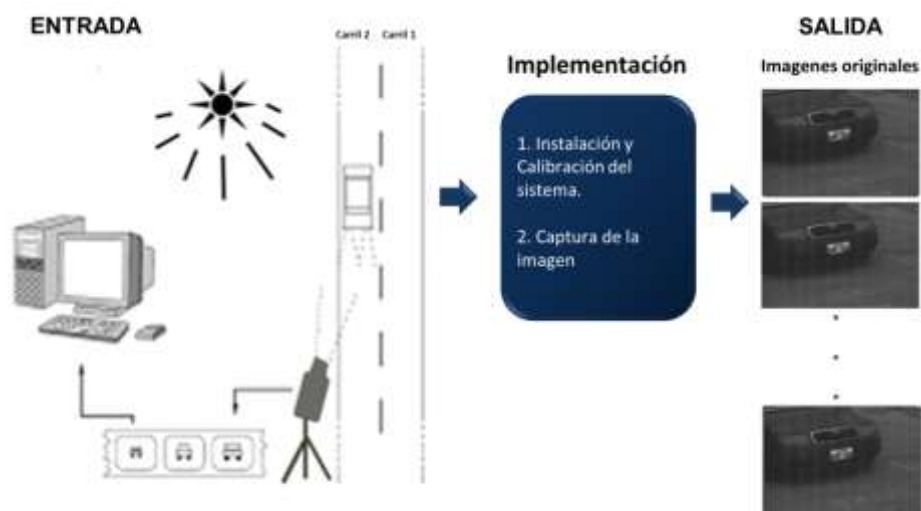 ENTRADA
Carril 2 Carril 1
Implementación
1. Instalación y
Calibración del
sistema.
2. Captura de la
imagen
SALIDA
Imagenes originales